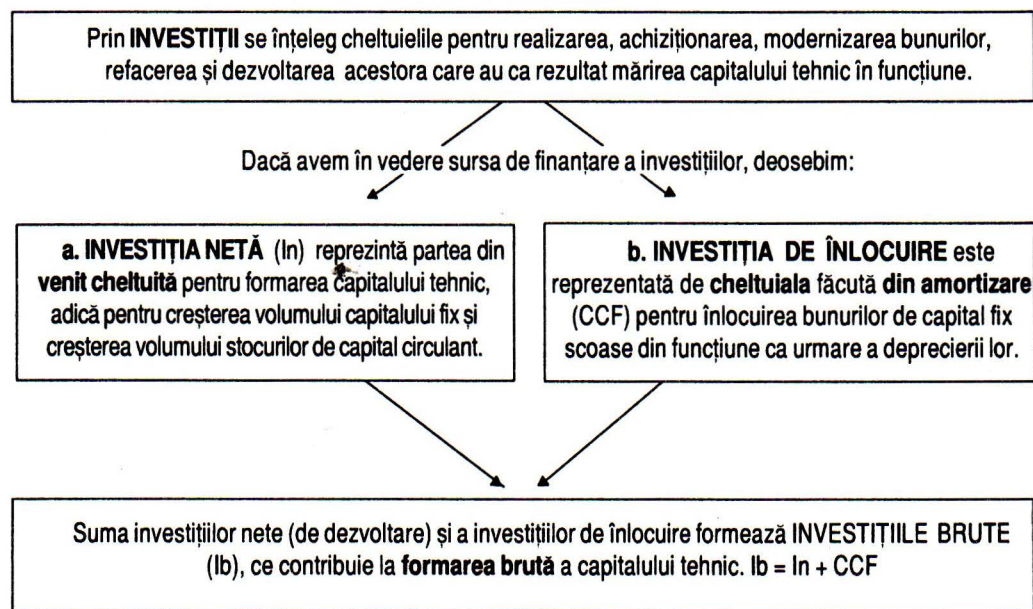 Prin INVESTIȚII se înțeleg cheltuielile pentru realizarea, achiziționarea, modernizarea bunurilor,
refacerea și dezvoltarea acestora care au ca rezultat mărirea capitalului tehnic în funcțiune.
Dacă avem în vedere sursa de finanțare a investițiilor, deosebim:
a. INVESTIȚIA NETĂ (In) reprezintă partea din
venit cheltuită pentru formarea capitalului tehnic,
adică pentru creșterea volumului capitalului fix și
creșterea volumului stocurilor de capital circulant.
b. INVESTIȚIA DE ÎNLOCUIRE este
reprezentată de cheltuiala făcută din amortizare
(CCF) pentru înlocuirea bunurilor de capital fix
scoase din funcțiune ca urmare a deprecierii lor.
Suma investițiilor nete (de dezvoltare) și a investițiilor de înlocuire formează INVESTIȚIILE BRUTE
(Ib), ce contribuie la formarea brută a capitalului tehnic. Ib = In + CCF